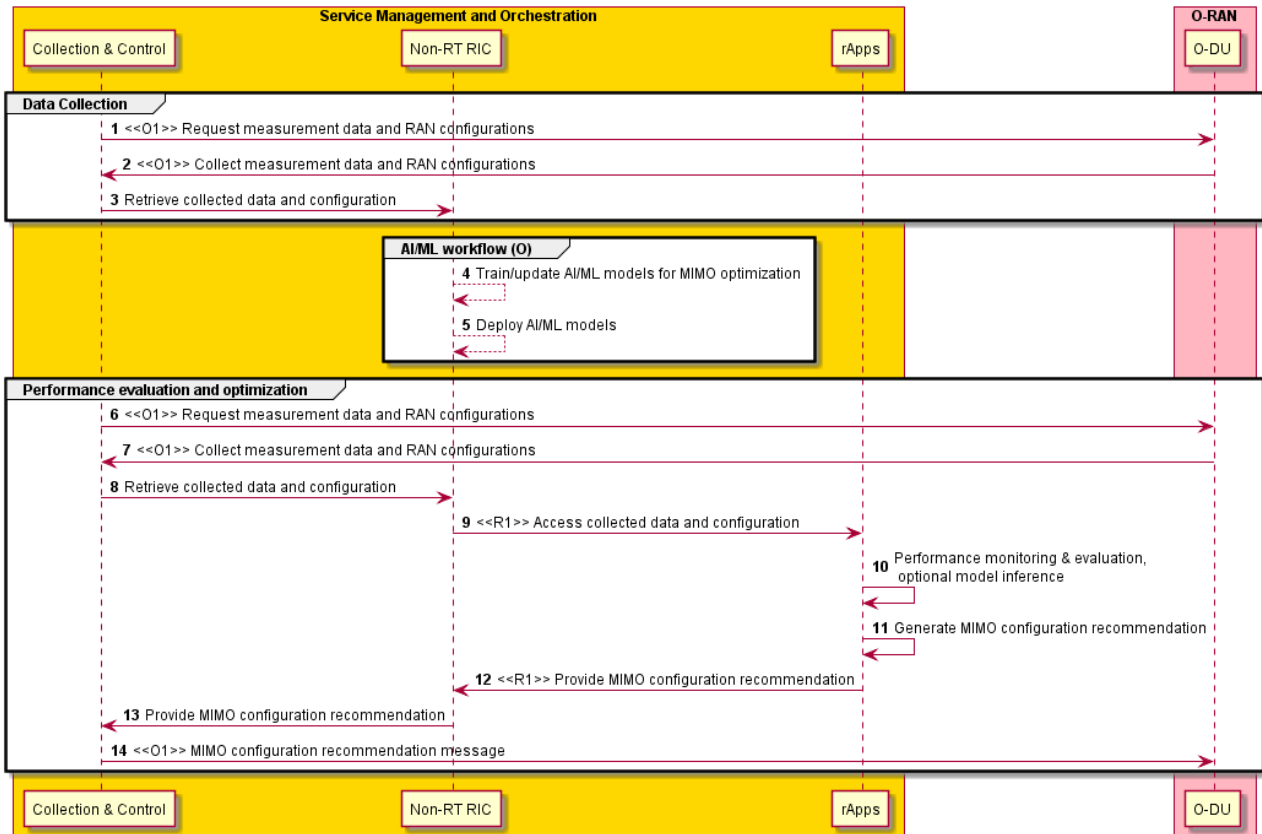 Service Management and Orchestration
O-RAN
Collection & Control
Non-RT RIC
rApps
O-DU
Data Collection
1 <<O1>> Request measurement data and RAN configurations
2 <<O1>> Collect measurement data and RAN configurations
3 Retrieve collected data and configuration
AI/ML workflow (O)
4 Train/update AI/ML models for MIMO optimization
5 Deploy AI/ML models
Performance evaluation and optimization
6 <<O1>> Request measurement data and RAN configurations
7 <<O1>> Collect measurement data and RAN configurations
8 Retrieve collected data and configuration
9 <<R1>> Access collected data and configuration
10 Performance monitoring & evaluation,
optional model inference
11 Generate MIMO configuration recommendation
12 <<R1>> Provide MIMO configuration recommendation
13 Provide MIMO configuration recommendation
14 <<O1>> MIMO configuration recommendation message
Collection & Control
Non-RT RIC
rApps
O-DU